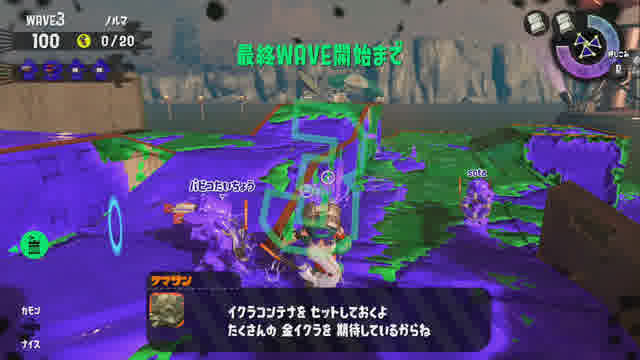 WAVE3 ノルマ
100 0/20
最終WAVE開始まで
パピコたいちょう
sota
カモン
ナイス
クマサン
イクラコンテナを セットしておくよ
たくさんの 金イクラを 期待しているからね